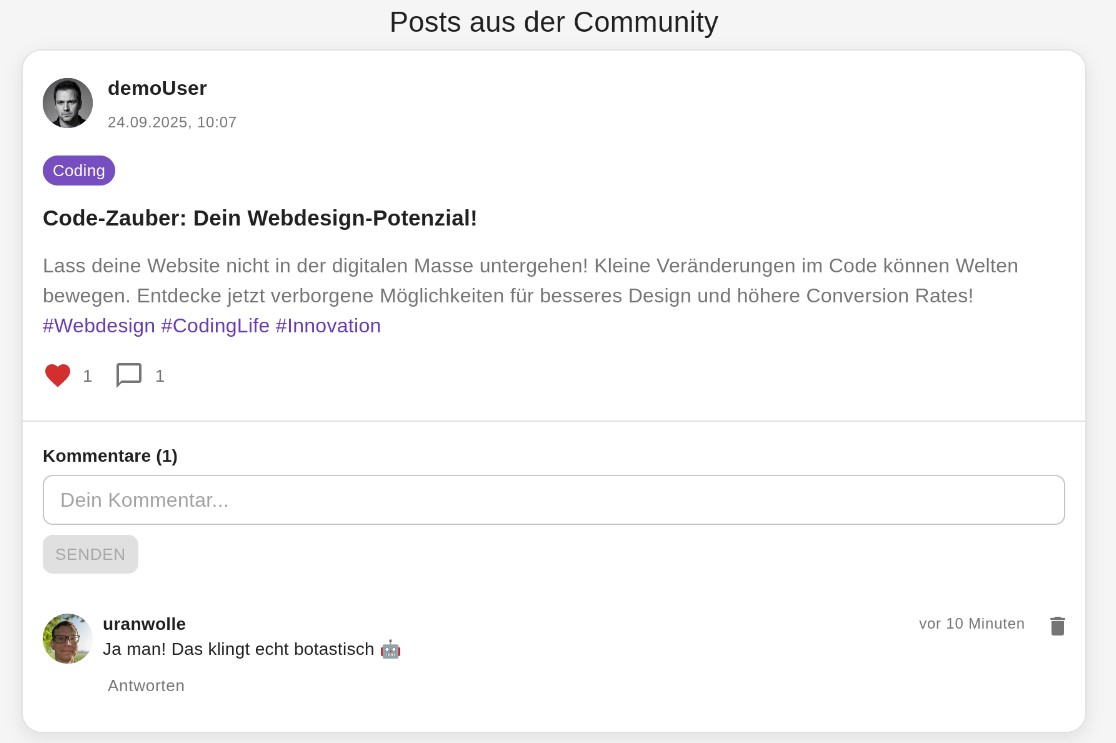 Posts aus der Community
demoUser
24.09.2025, 10:07
Coding
Code-Zauber: Dein Webdesign-Potenzial!
Lass deine Website nicht in der digitalen Masse untergehen! Kleine Veränderungen im Code können Welten
bewegen. Entdecke jetzt verborgene Möglichkeiten für besseres Design und höhere Conversion Rates!
#Webdesign #CodingLife #Innovation
1 1
Kommentare (1)
Dein Kommentar...
SENDEN
uranwolle vor 10 Minuten
Ja man! Das klingt echt botastisch 🤖
Antworten